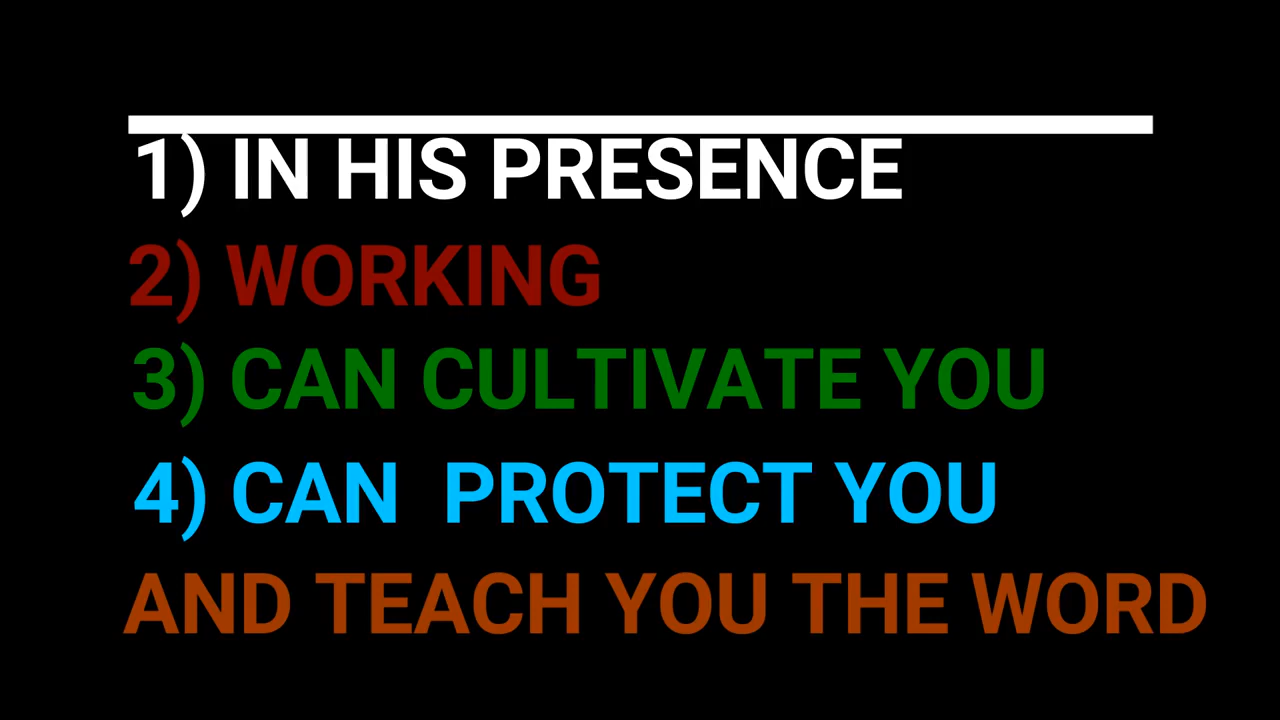 1) IN HIS PRESENCE
2) WORKING
3) CAN CULTIVATE YOU
4) CAN  PROTECT YOU
AND TEACH YOU THE WORD